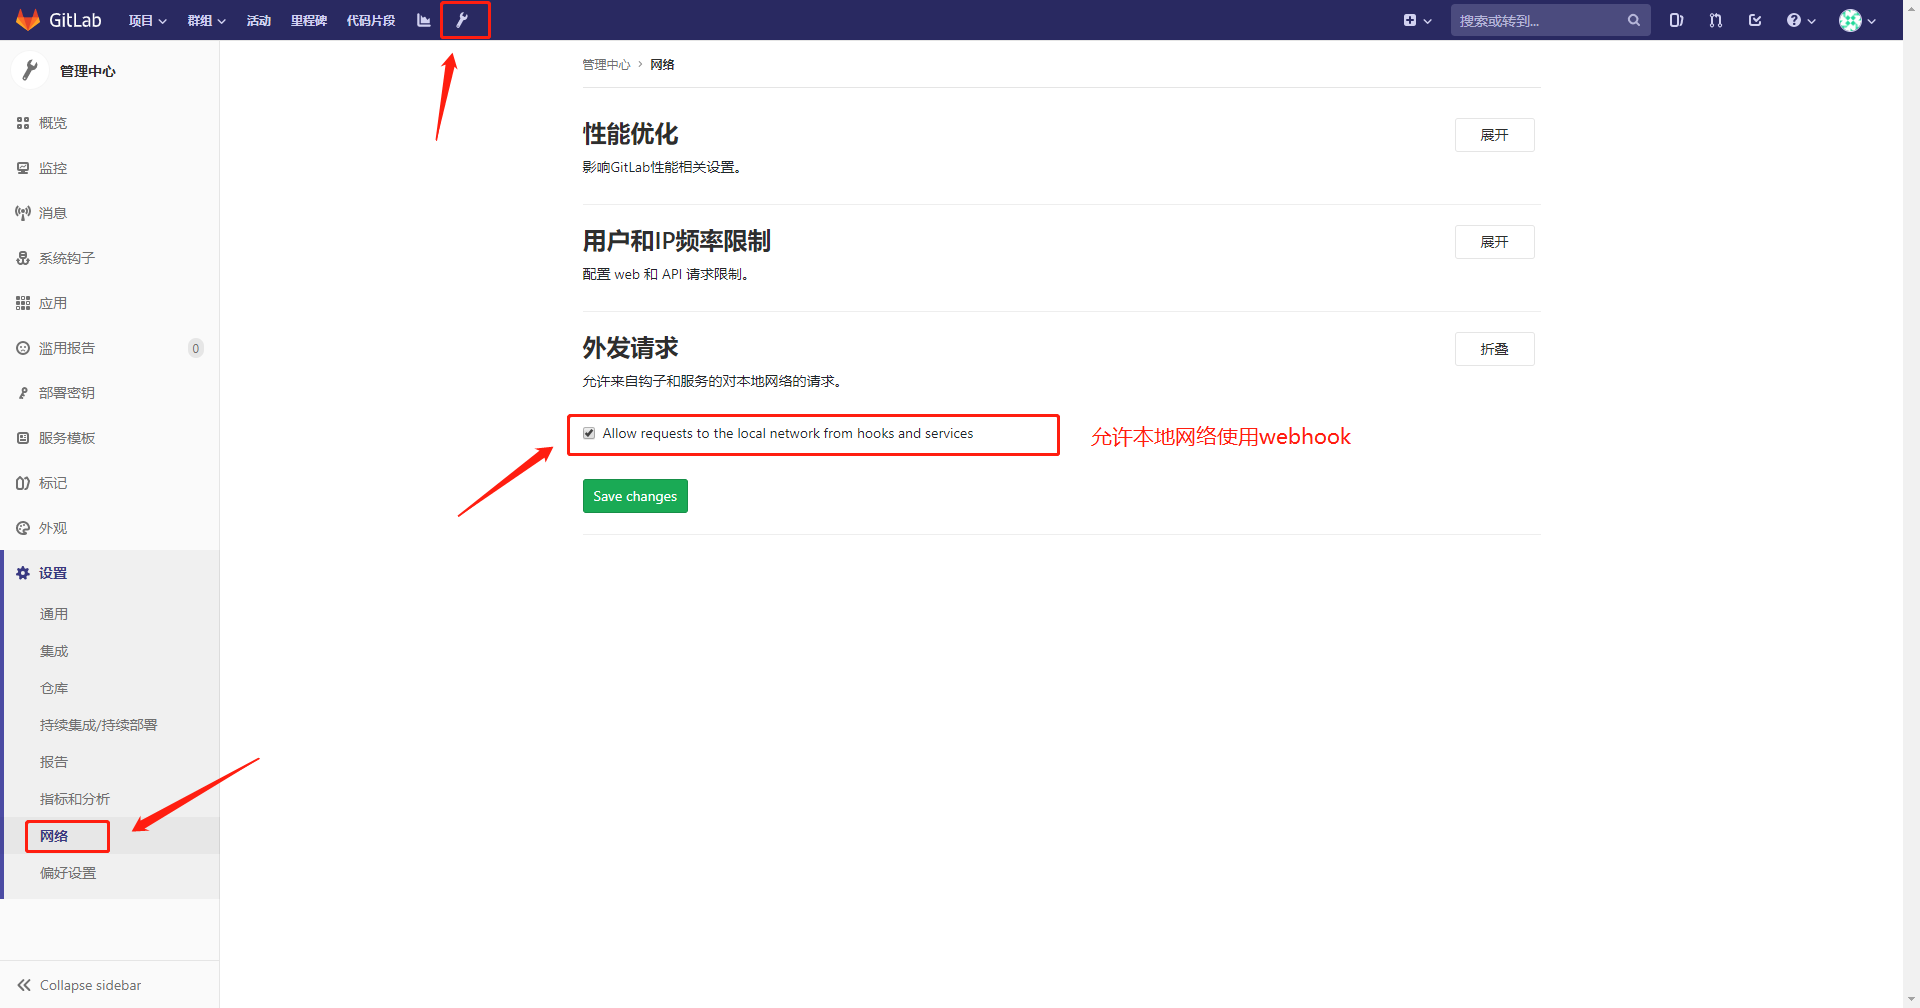 GitLab 项目 群组 活动 里程碑 代码片段 搜索或转到...
管理中心
概览
监控
消息
系统钩子
应用
滥用报告 0
部署密钥
服务模板
标记
外观
设置
通用
集成
仓库
持续集成/持续部署
报告
指标和分析
网络
偏好设置
Collapse sidebar
管理中心 › 网络
性能优化
展开
影响GitLab性能相关设置。
用户和IP频率限制
展开
配置 web 和 API 请求限制。
外发请求
折叠
允许来自钩子和服务的对本地网络的请求。
Allow requests to the local network from hooks and services
允许本地网络使用webhook
Save changes